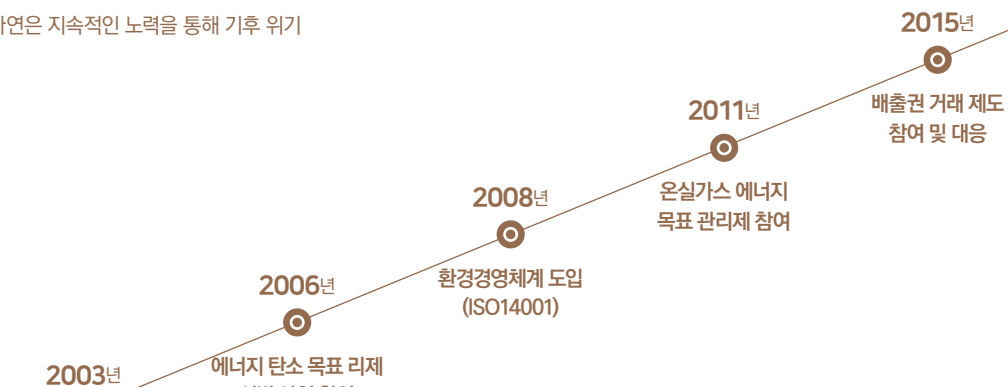 지속적인 노력을 통해 기후 위기
2015년
배출권 거래 제도
참여 및 대응
2011년
온실가스 에너지
목표 관리제 참여
2008년
환경경영체계 도입
(ISO14001)
2006년
에너지 탄소 목표 리제
2003년